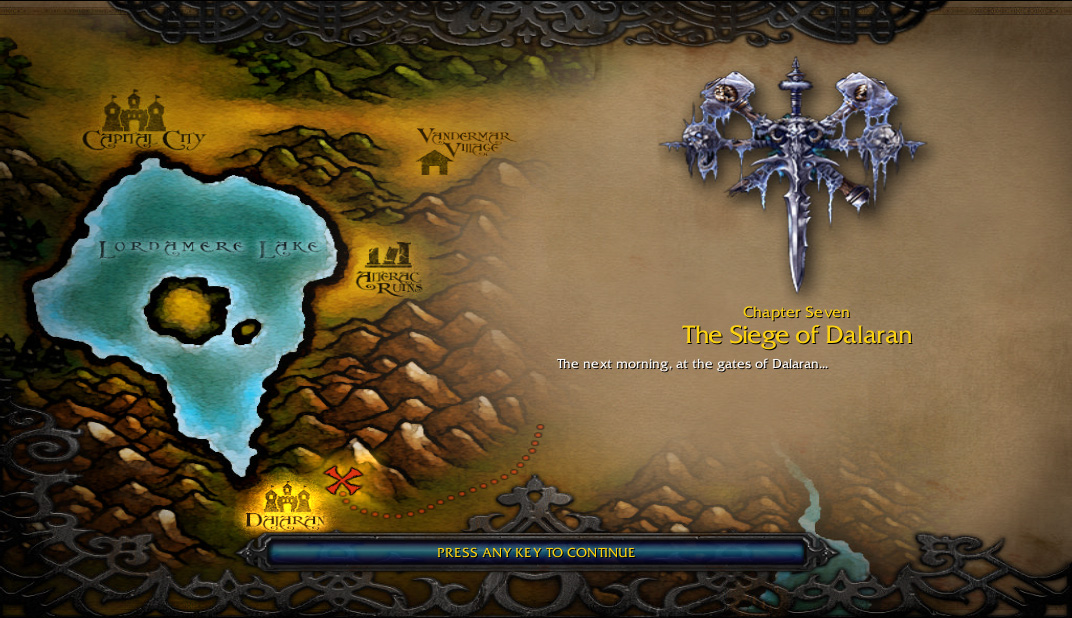 Capital City
Vandermar
Village
Lordamere Lake
Alterac
Ruins
Dalaran
Chapter Seven
The Siege of Dalaran
The next morning, at the gates of Dalaran...
PRESS ANY KEY TO CONTINUE